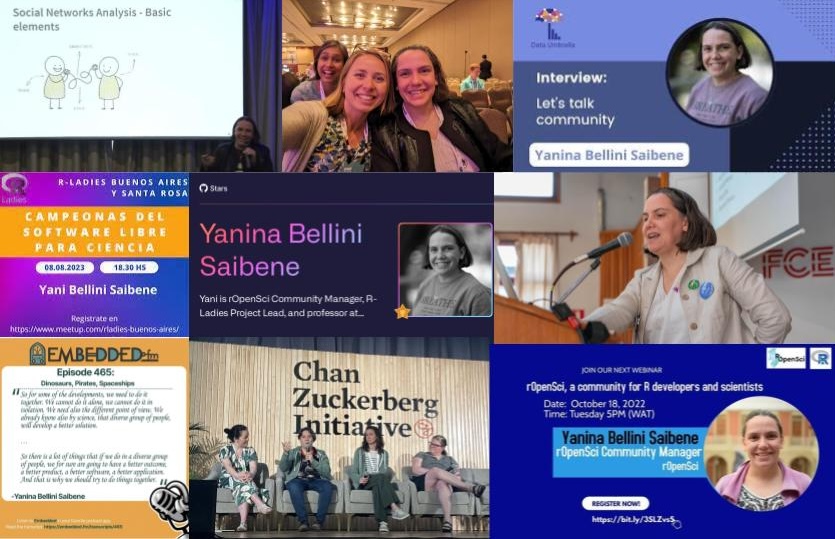 Social Networks Analysis - Basic
elements
Data Umbrella
Interview:
Let's talk
community
Yanina Bellini Saibene
R-LADIES BUENOS AIRES
Y SANTA ROSA
Ladies
CAMPEONAS DEL
SOFTWARE LIBRE
PARA CIENCIA
08.08.2023
18.30 HS
Yani Bellini Saibene
Registrate en
https://www.meetup.com/rladies-buenos-aires/
Stars
Yanina Bellini
Saibene
Yani is rOpenSci Community Manager, R-
Ladies Project Lead, and professor at...
BREATHE
FCE
EMBEDDED.fm
Episode 465:
Dinosaurs, Pirates, Spaceships
"So for some of the developments, we need to do it
together. We cannot do it alone, we cannot do it in
isolation. We need also the different point of view. We
already know also by science, that diverse group of people,
will develop a better solution.
...
So there is a lot of things that if we do in a diverse group
of people, we for sure are going to have a better outcome,
a better product, a better software, a better application.
And that is why we should try to do things together.
-Yanina Bellini Saibene
Chan
Zuckerberg
Initiative
rOpenSci
R
JOIN OUR NEXT WEBINAR
rOpenSci, a community for R developers and scientists
Date: October 18, 2022
Time: Tuesday 5PM (WAT)
Yanina Bellini Saibene
rOpenSci Community Manager
rOpenSci
REGISTER NOW!
https://bit.ly/3SLZvs5